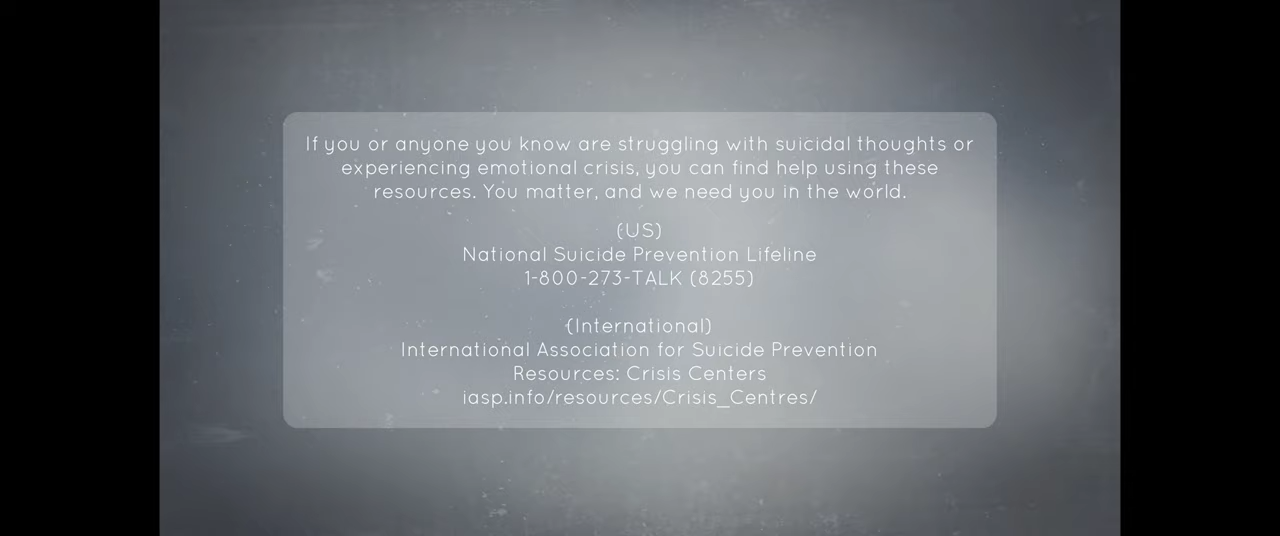 If you or anyone you know are struggling with suicidal thoughts or
experiencing emotional crisis, you can find help using these
resources. You matter, and we need you in the world.
(US)
National Suicide Prevention Lifeline
1-800-273-TALK (8255)
(International)
International Association for Suicide Prevention
Resources: Crisis Centers
iasp.info/resources/Crisis_Centres/